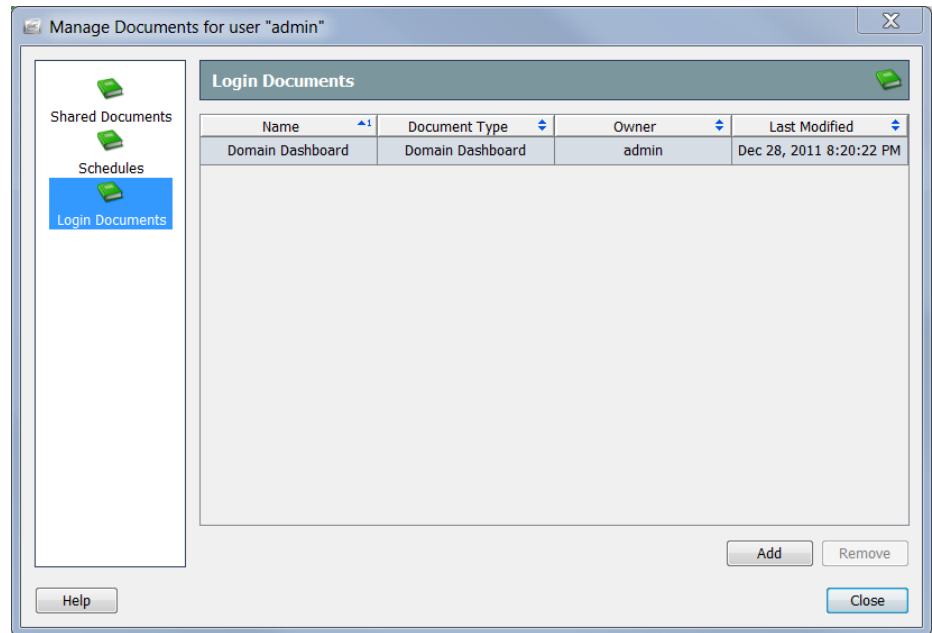 Manage Documents for user "admin"
Shared Documents
Schedules
Login Documents
Login Documents
Name 1 Document Type Owner Last Modified
Domain Dashboard Domain Dashboard admin Dec 28, 2011 8:20:22 PM
Add Remove
Help Close